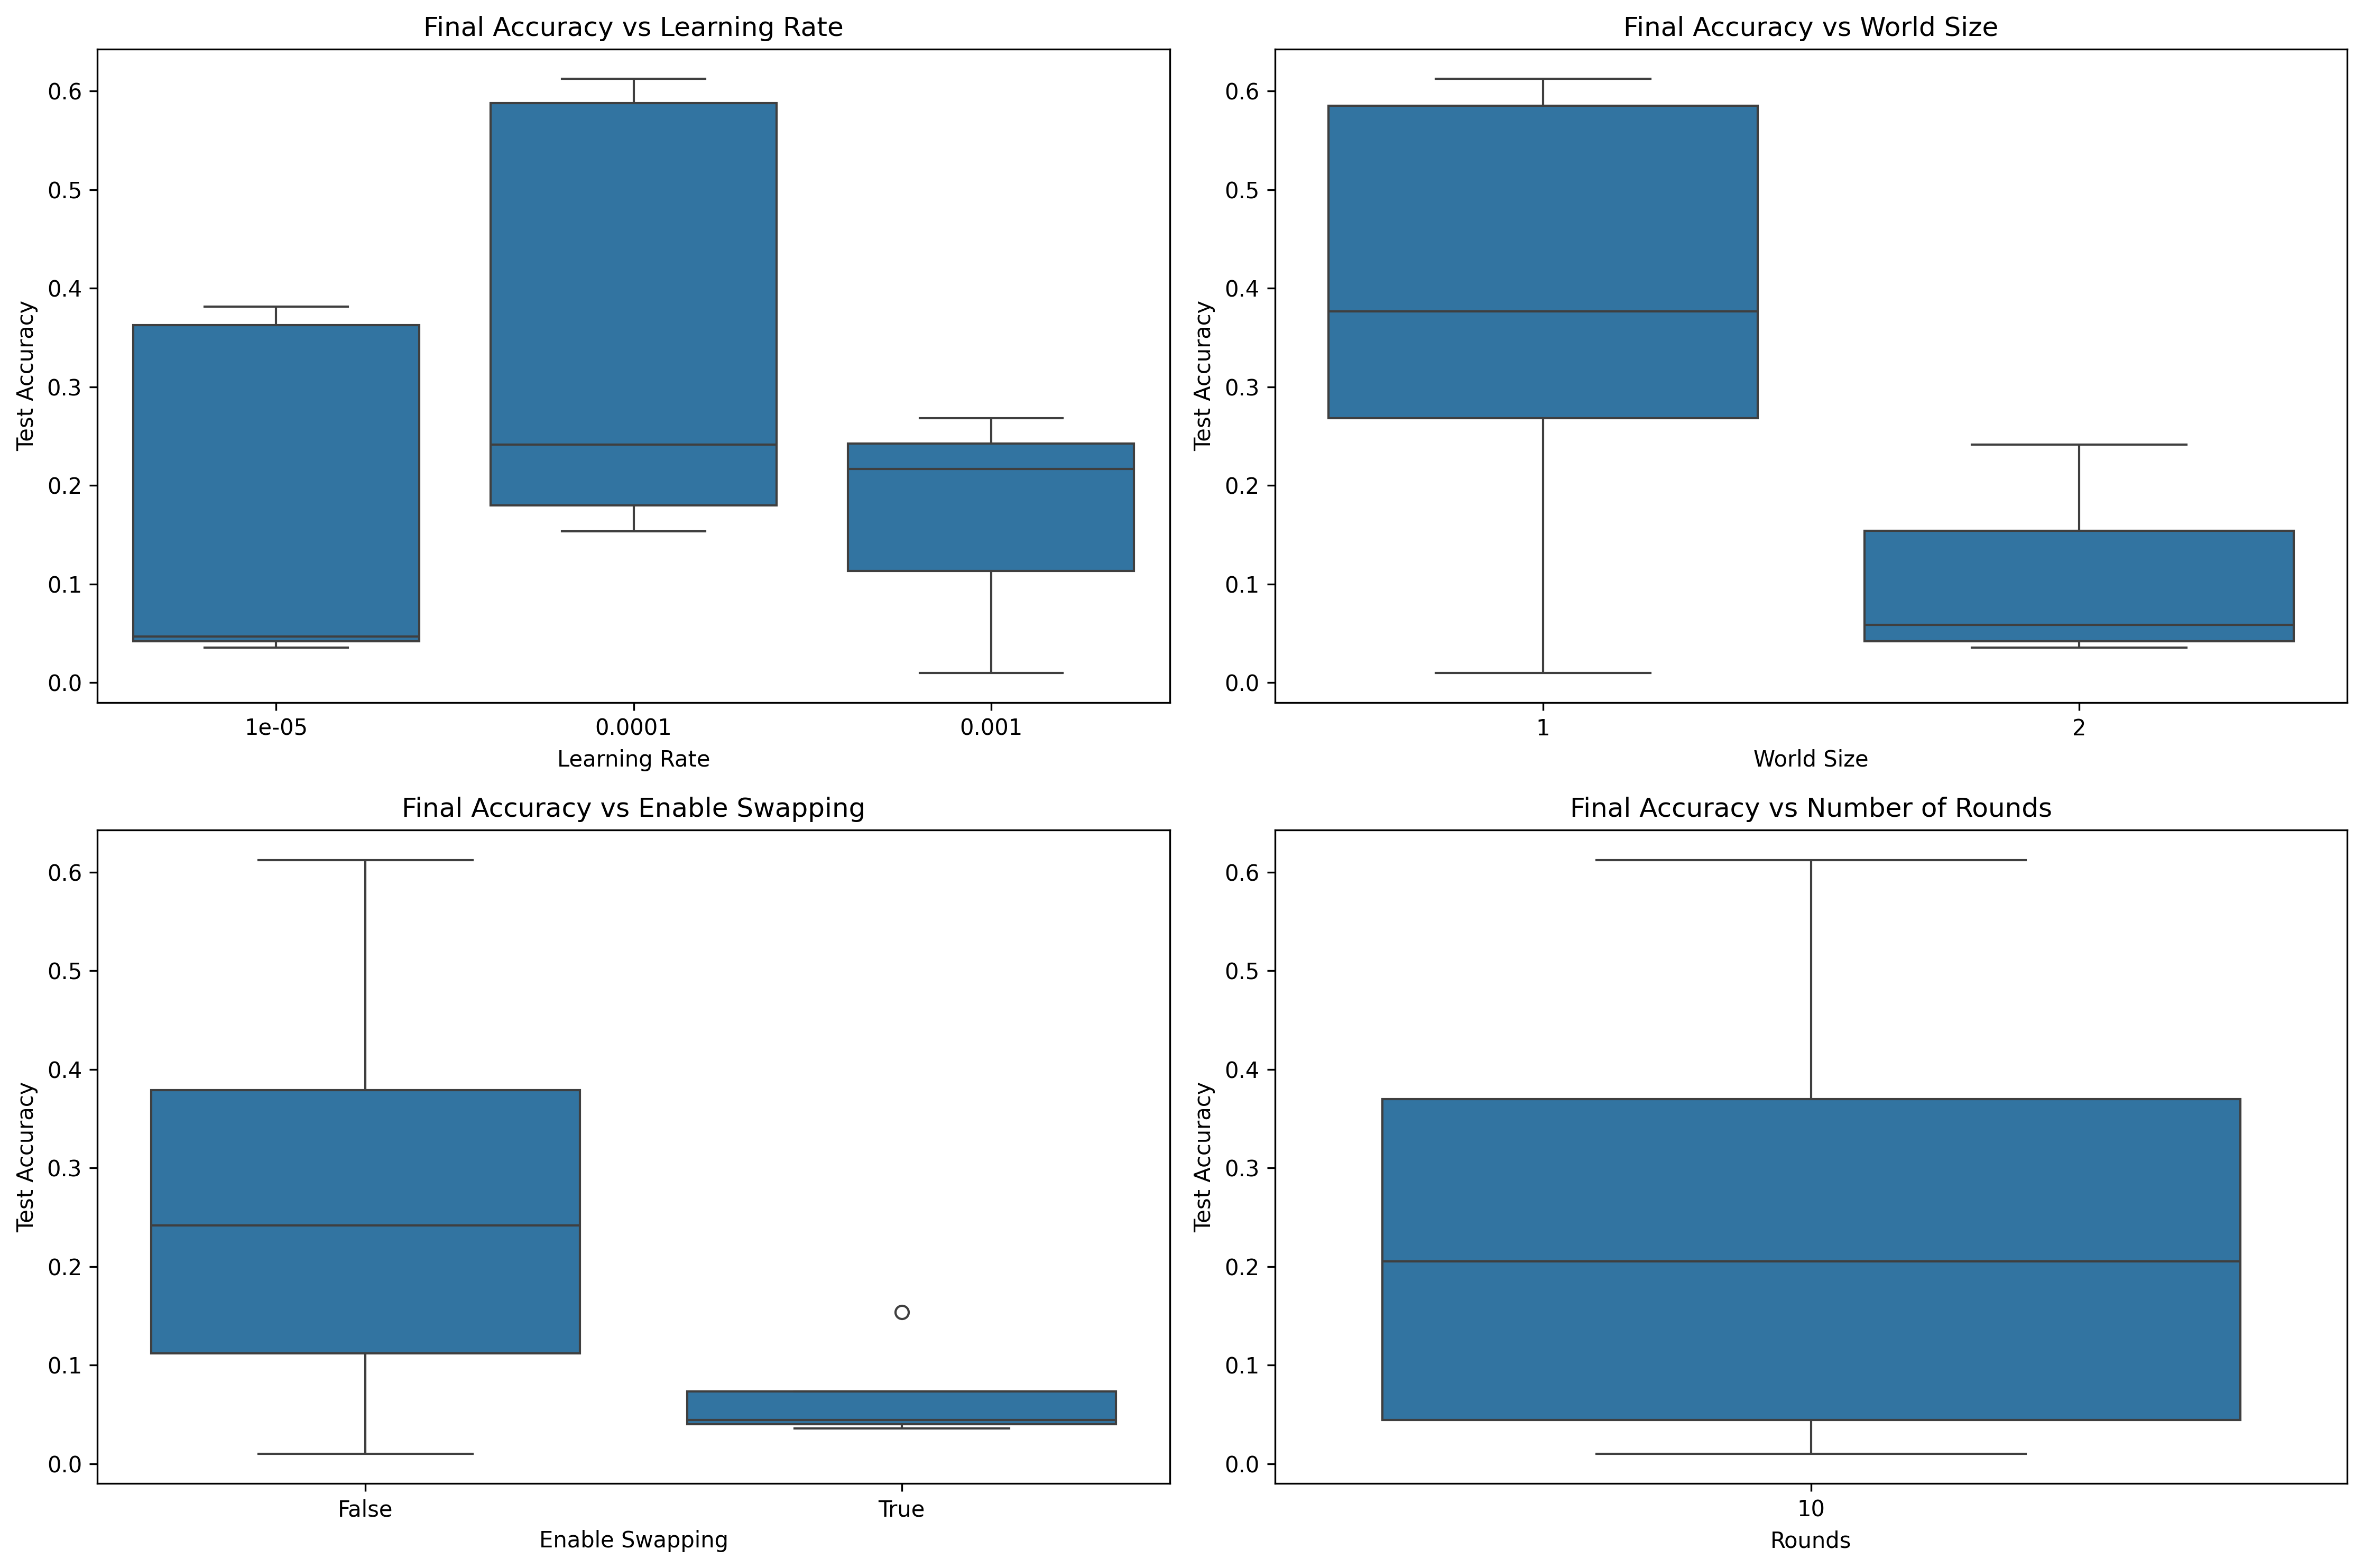 Final Accuracy vs Learning Rate
Test Accuracy
0.6
0.5
0.4
0.3
0.2
0.1
0.0
1e-05 0.0001 0.001
Learning Rate
Final Accuracy vs World Size
Test Accuracy
0.6
0.5
0.4
0.3
0.2
0.1
0.0
1 2
World Size
Final Accuracy vs Enable Swapping
Test Accuracy
0.6
0.5
0.4
0.3
0.2
0.1
0.0
False True
Enable Swapping
Final Accuracy vs Number of Rounds
Test Accuracy
0.6
0.5
0.4
0.3
0.2
0.1
0.0
10
Rounds